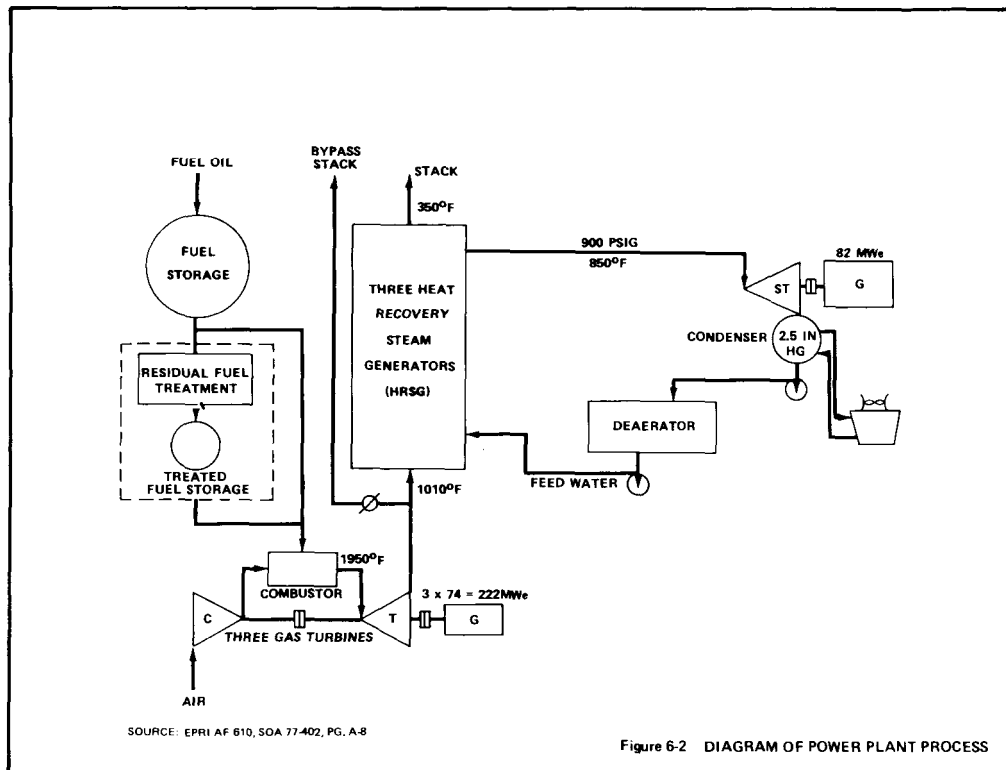 FUEL OIL
FUEL
STORAGE
RESIDUAL FUEL
TREATMENT
TREATED
FUEL STORAGE
BYPASS
STACK
STACK
350°F
THREE HEAT
RECOVERY
STEAM
GENERATORS
(HRSG)
1010°F
900 PSIG
850°F
82 MWe
ST
G
CONDENSER
2.5 IN
HG
DEAERATOR
FEED WATER
1950°F
COMBUSTOR
C
THREE GAS TURBINES
T
3 x 74 = 222MWe
G
AIR
SOURCE: EPRI AF 610, SOA 77-402, PG. A-8
Figure 6-2 DIAGRAM OF POWER PLANT PROCESS